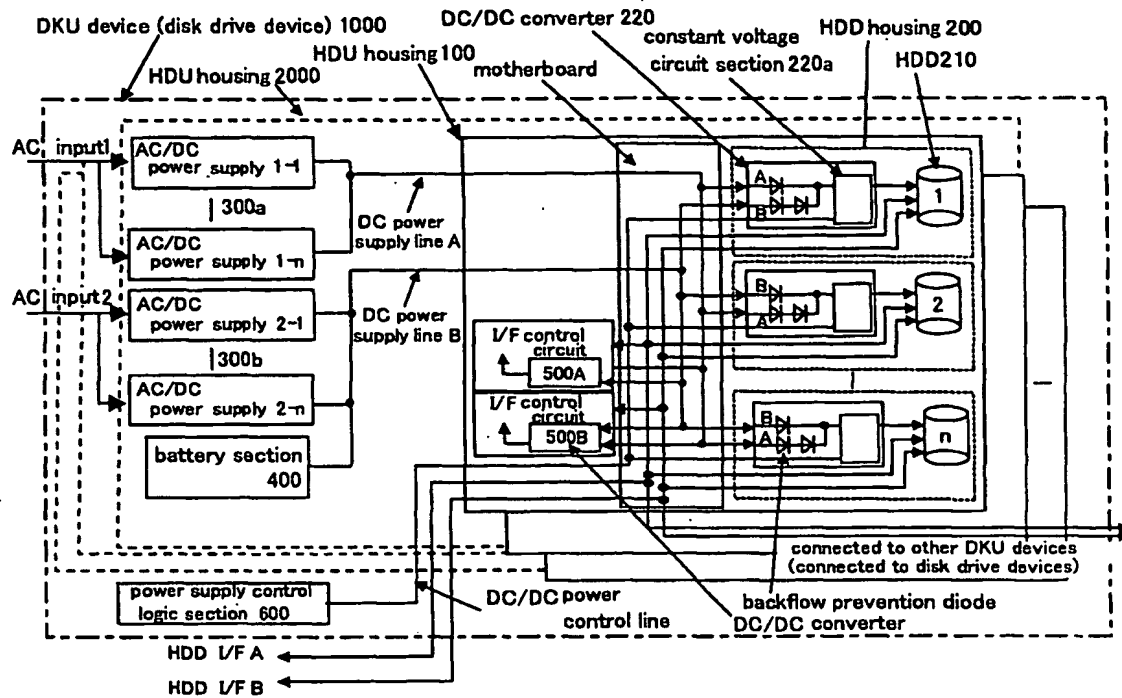 DKU device (disk drive device) 1000
HDU housing 2000
HDU housing 100
motherboard
DC/DC converter 220
constant voltage
circuit section 220a
HDD housing 200
HDD210
AC input1
AC/DC
power supply 1-1
300a
AC/DC
power supply 1-n
AC input2
AC/DC
power supply 2-1
300b
AC/DC
power supply 2-n
battery section
400
DC power
supply line A
DC power
supply line B
I/F control
circuit
500A
I/F control
circuit
500B
A
B
1
B
A
2
B
A
n
connected to other DKU devices
(connected to disk drive devices)
power supply control
logic section 600
DC/DC power
control line
backflow prevention diode
DC/DC converter
HDD I/F A
HDD I/F B